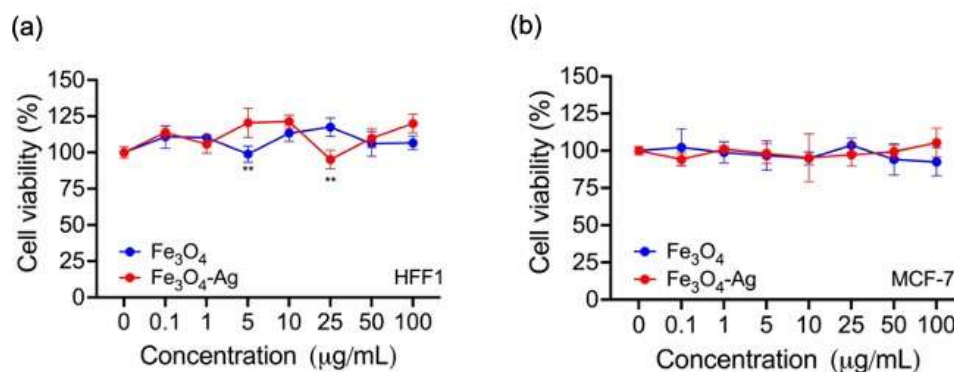 (a)
Cell viability (%)
150
125
100
75
50
25
0
**
**
Fe3O4
Fe3O4-Ag
HFF1
0 0.1 1 5 10 25 50 100
Concentration (μg/mL)
(b)
Cell viability (%)
150
125
100
75
50
25
0
Fe3O4
Fe3O4-Ag
MCF-7
0 0.1 1 5 10 25 50 100
Concentration (μg/mL)